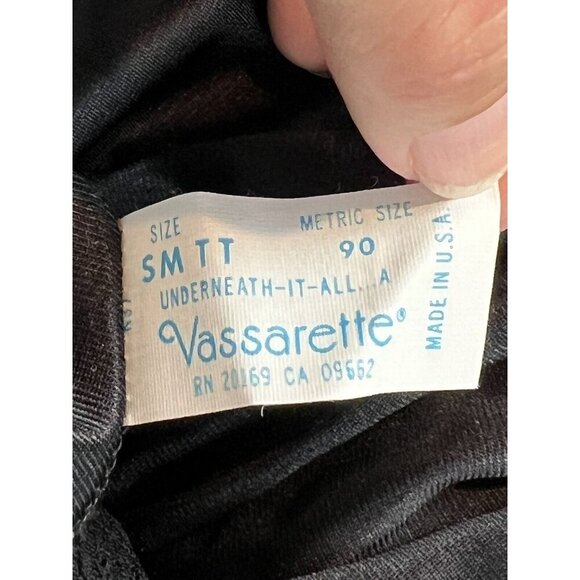 SIZE METRIC SIZE
SM TT 90
UNDERNEATH-IT-ALL...A
Vassarette®
RN 20169 CA 09662
MADE IN U.S.A.